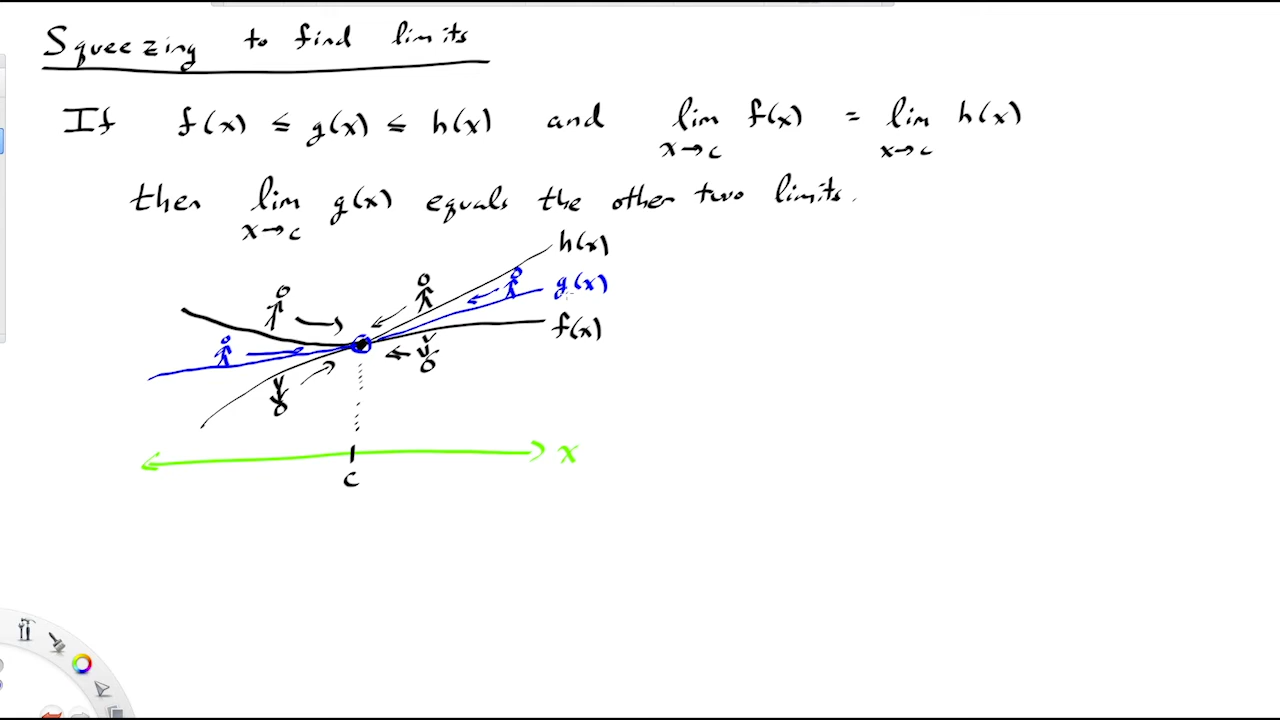 Squeezing to find limits
If f(x) ≤ g(x) ≤ h(x) and lim x→c f(x) = lim x→c h(x)
then lim x→c g(x) equals the other two limits.
h(x)
g(x)
f(x)
x
c